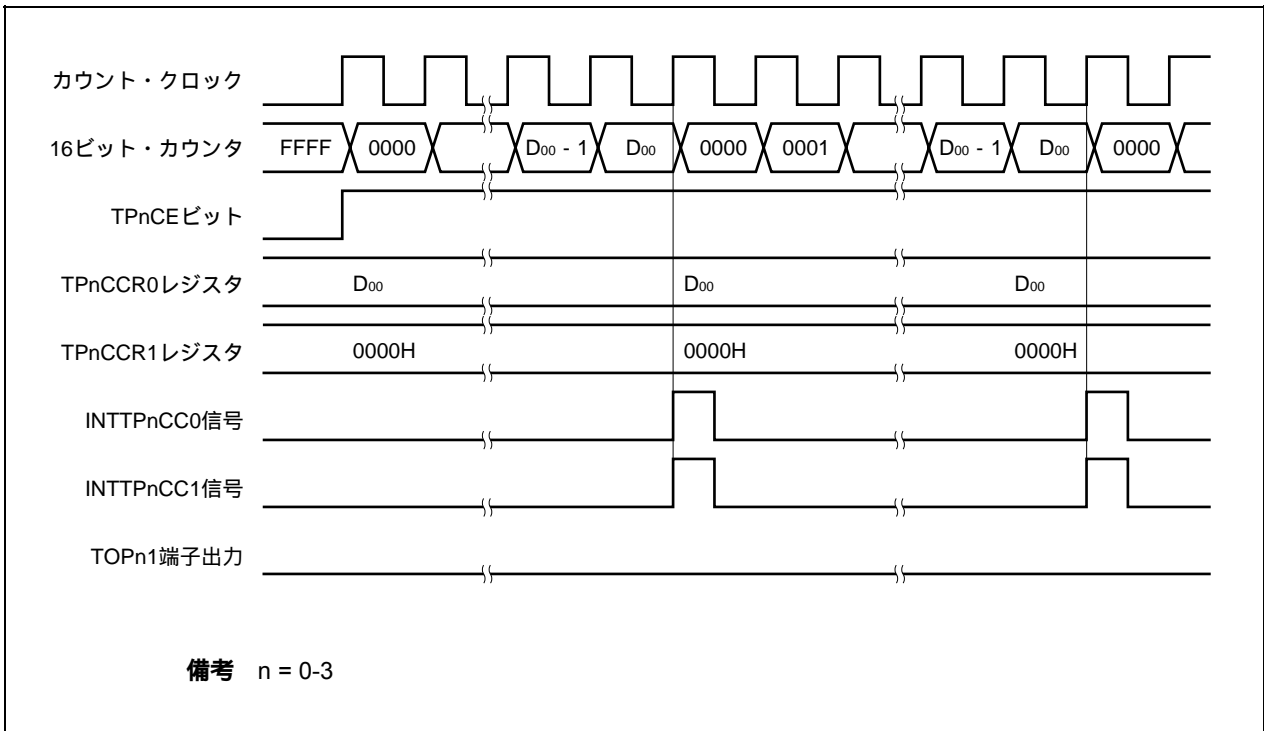 カウント・クロック
16ビット・カウンタ FFFF 0000 D00 - 1 D00 0000 0001 D00 - 1 D00 0000
TPnCEビット
TPnCCR0レジスタ D00 D00 D00
TPnCCR1レジスタ 0000H 0000H 0000H
INTTPnCC0信号
INTTPnCC1信号
TOPn1端子出力
備考 n = 0-3